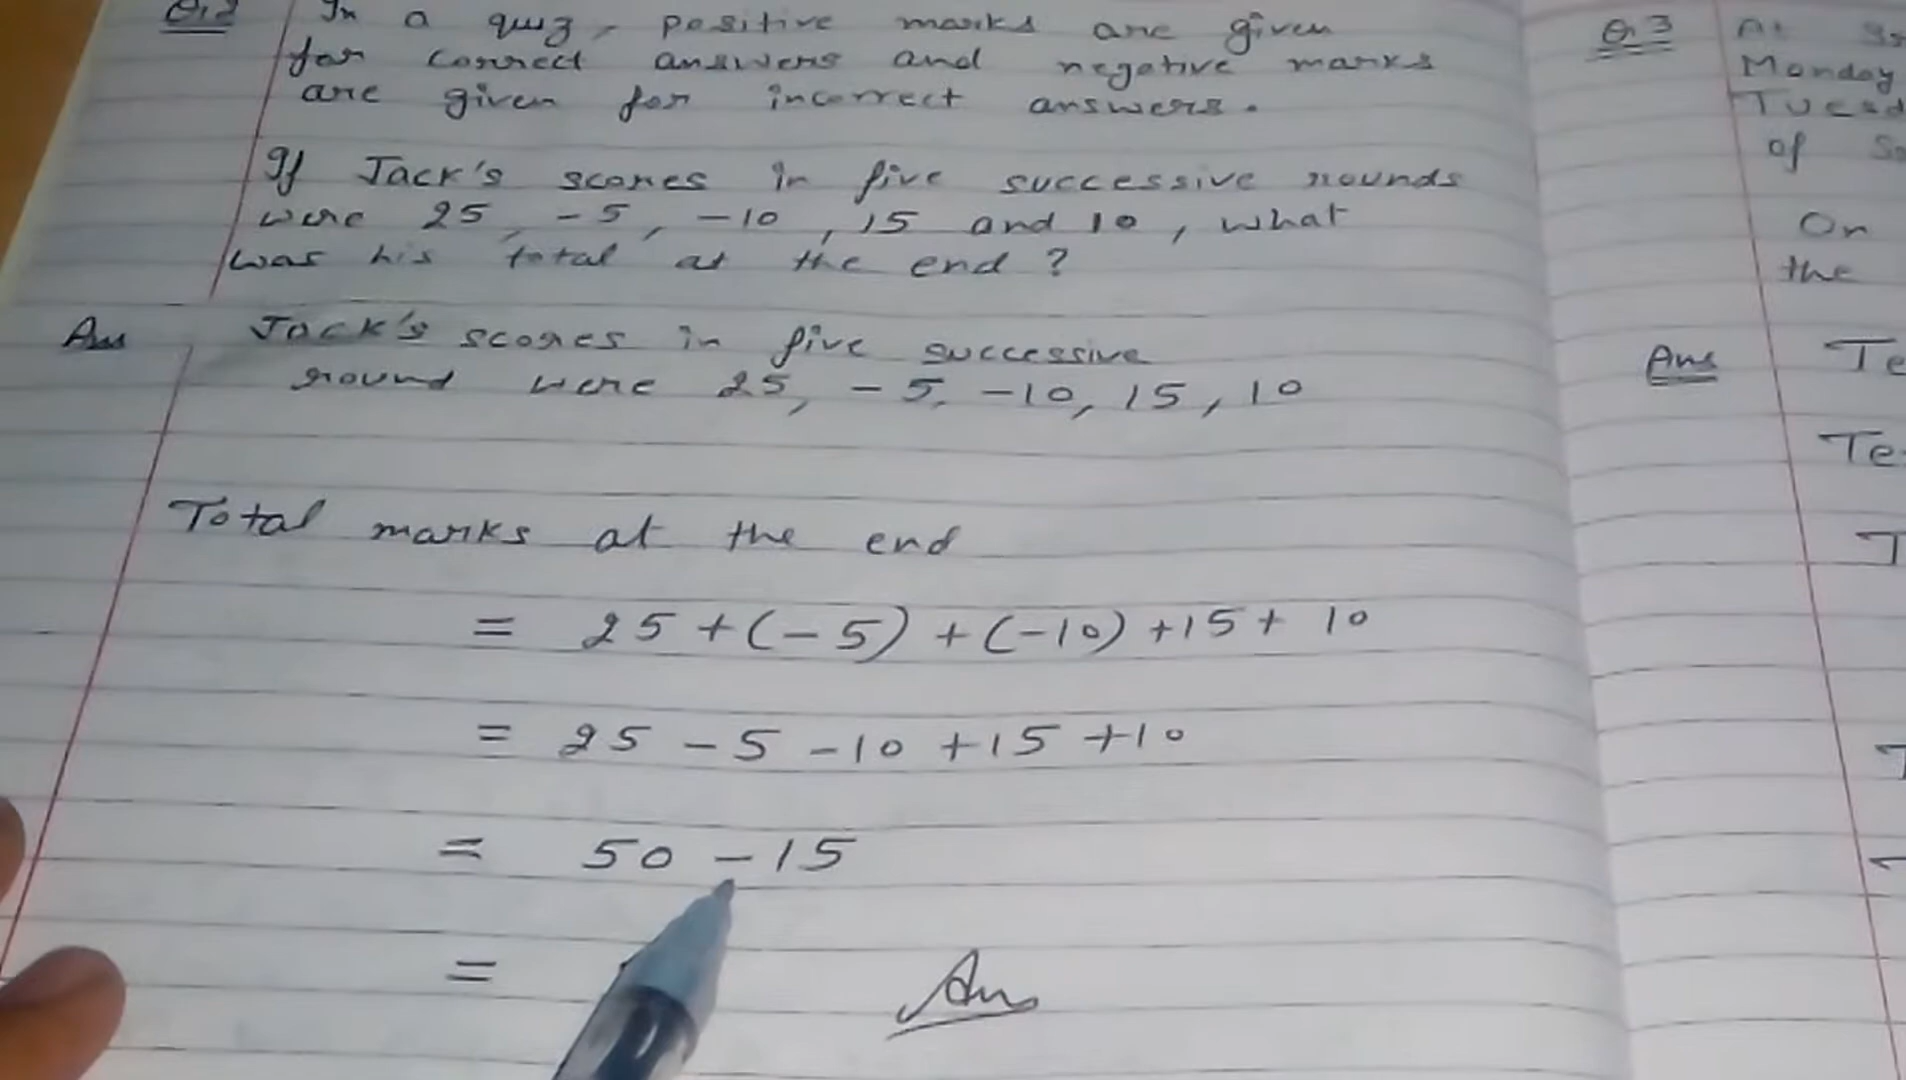 Q.2 In a quiz, positive marks are given
for correct answers and negative marks
are given for incorrect answers.
If Jack's scores in five successive rounds
were 25, -5, -10, 15 and 10, what
was his total at the end ?
Ans Jack's scores in five successive
round were 25, -5, -10, 15, 10
Total marks at the end
= 25 + (-5) + (-10) + 15 + 10
= 25 - 5 - 10 + 15 + 10
= 50 - 15
= Ans
Q.3 At
Monday
of
On
the
Ans